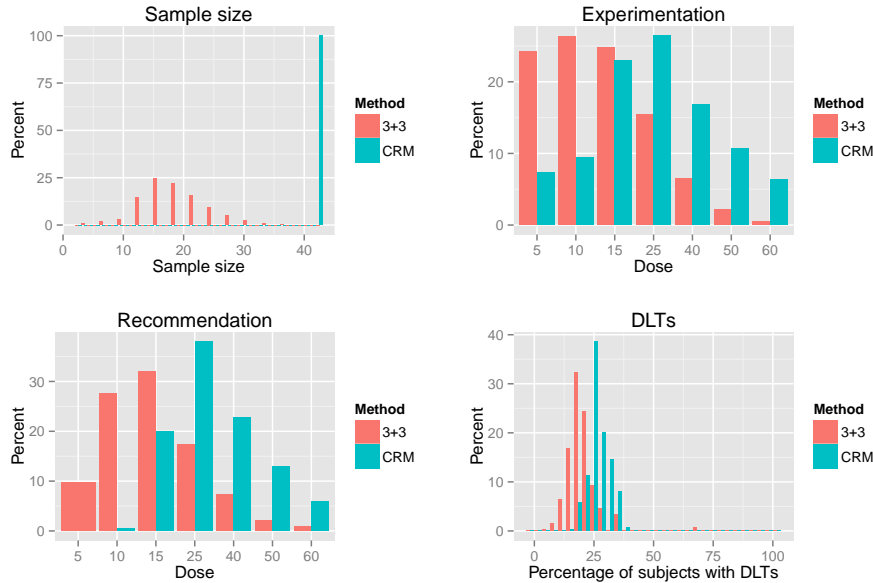 Sample size
Percent
100
75
50
25
0
0 10 20 30 40
Sample size
Method
3+3
CRM
Experimentation
Percent
20
10
0
5 10 15 25 40 50 60
Dose
Method
3+3
CRM
Recommendation
Percent
30
20
10
0
5 10 15 25 40 50 60
Dose
Method
3+3
CRM
DLTs
Percent
40
30
20
10
0
0 25 50 75 100
Percentage of subjects with DLTs
Method
3+3
CRM